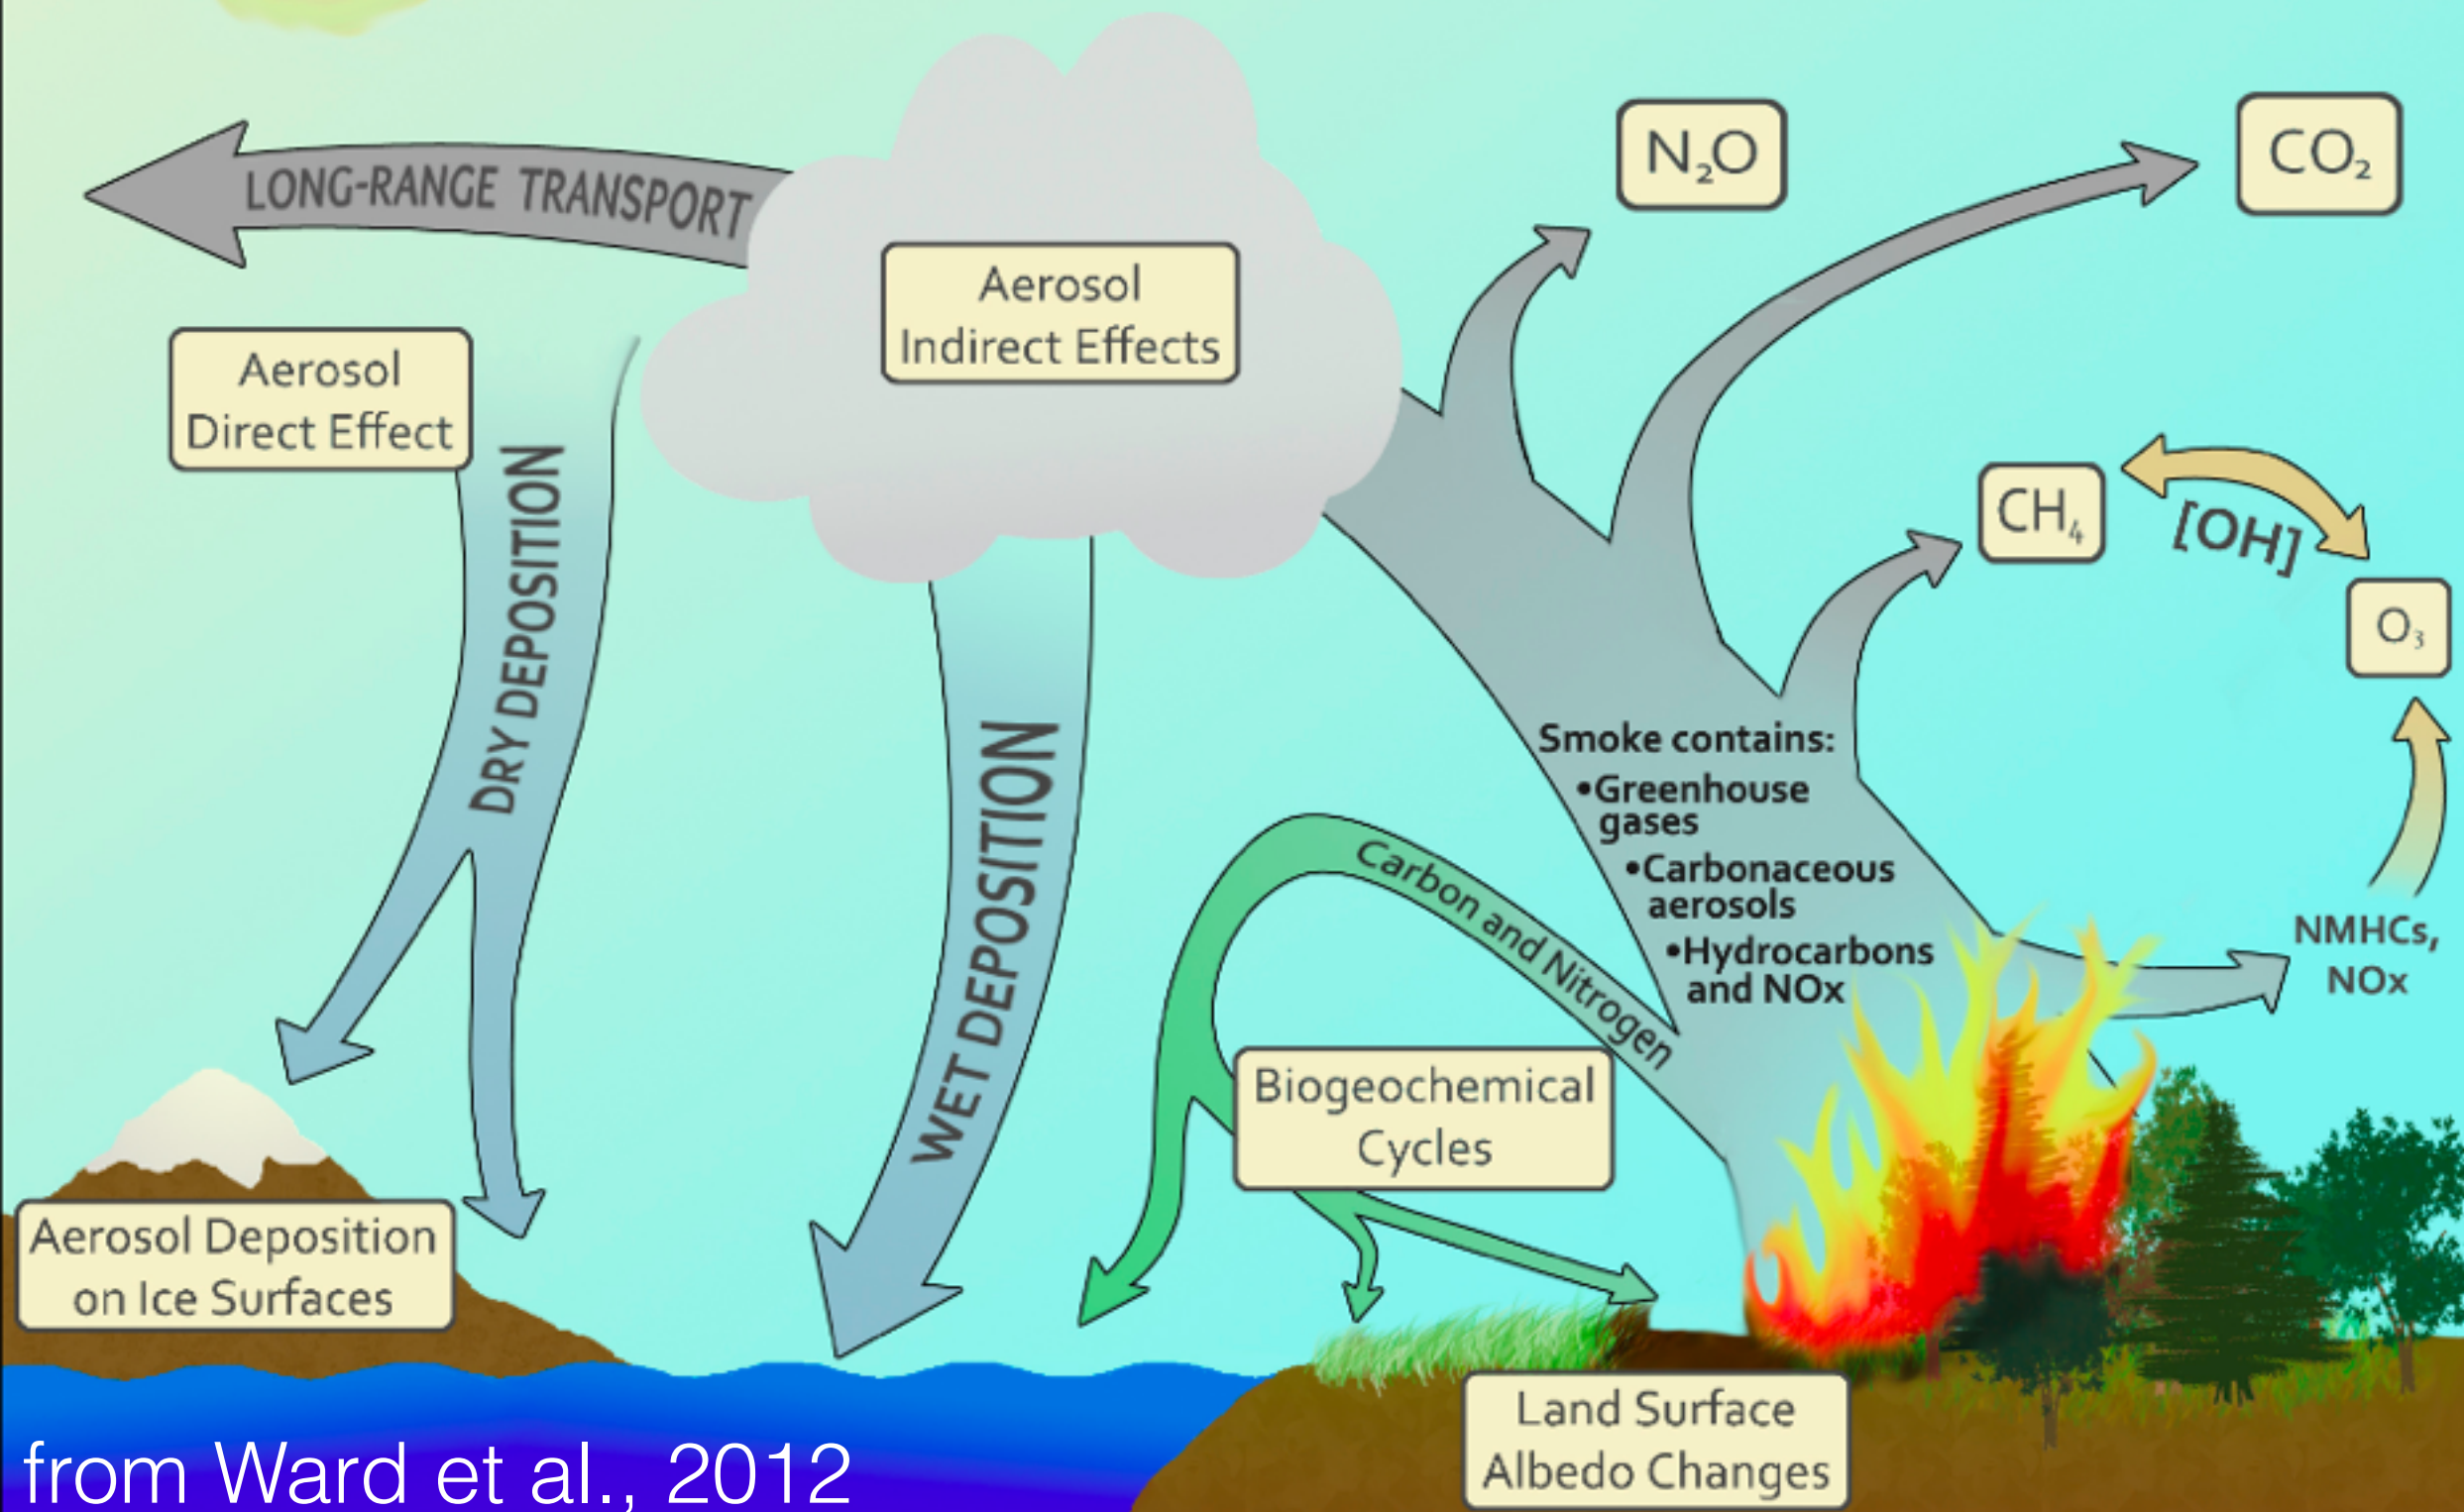 N₂O
CO₂
LONG-RANGE TRANSPORT
Aerosol
Indirect Effects
Aerosol
Direct Effect
DRY DEPOSITION
CH₄
[OH]
O₃
WET DEPOSITION
Smoke contains:
•Greenhouse
gases
•Carbonaceous
aerosols
•Hydrocarbons
and NOx
Carbon and Nitrogen
NMHCs,
NOx
Biogeochemical
Cycles
Aerosol Deposition
on Ice Surfaces
Land Surface
Albedo Changes
from Ward et al., 2012